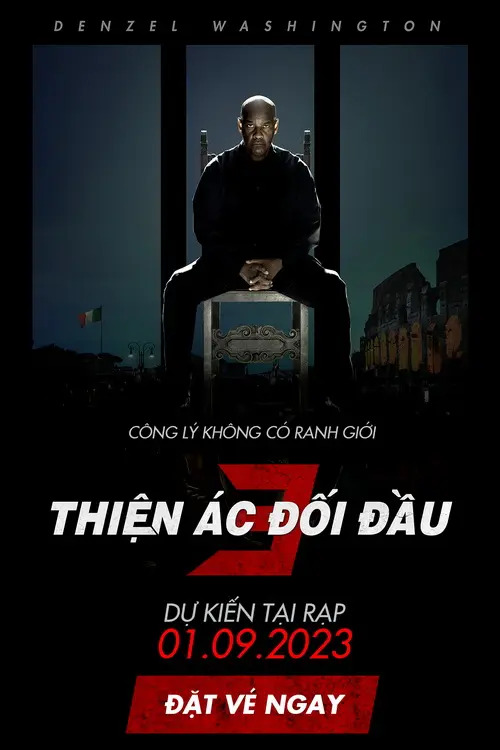 DENZEL WASHINGTON
CÔNG LÝ KHÔNG CÓ RANH GIỚI
THIỆN ÁC ĐỐI ĐẦU
3
DỰ KIẾN TẠI RẠP
01.09.2023
ĐẶT VÉ NGAY